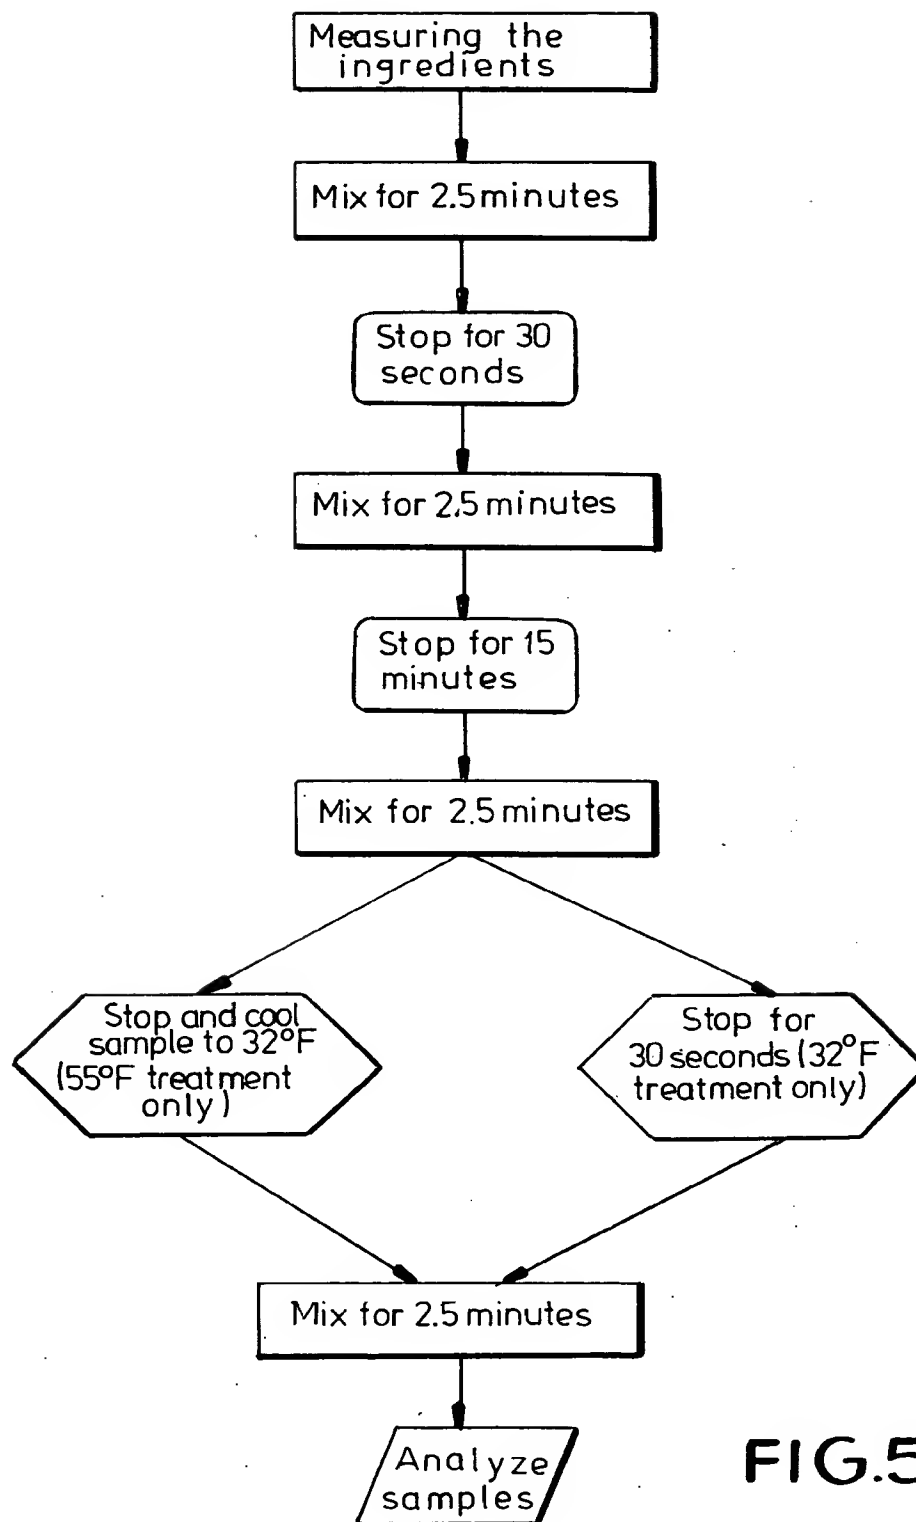 Measuring the
ingredients
Mix for 2.5 minutes
Stop for 30
seconds
Mix for 2.5 minutes
Stop for 15
minutes
Mix for 2.5 minutes
Stop and cool
sample to 32°F
(55°F treatment
only)
Stop for
30 seconds (32°F
treatment only)
Mix for 2.5 minutes
Analyze
samples
FIG.5